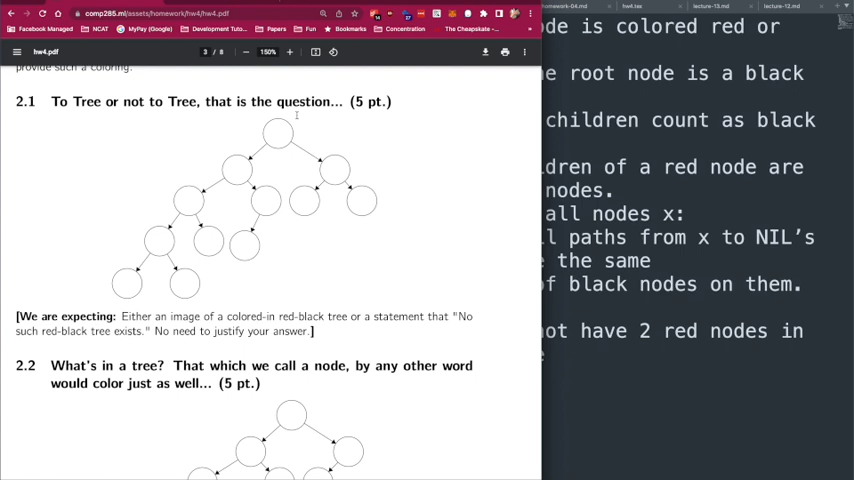 comp285.ml/assets/homework/hw4/hw4.pdf
Facebook Managed NCAT MyPay (Google) Development Tutor... Family Budget Burn Bookmarks Concentration The Cheapskate -...
hw4.pdf 3 / 8 150%
provide such a coloring.
2.1 To Tree or not to Tree, that is the question... (5 pt.)
[We are expecting: Either an image of a colored-in red-black tree or a statement that "No
such red-black tree exists." No need to justify your answer.]
2.2 What's in a tree? That which we call a node, by any other word
would color just as well... (5 pt.)
homework-04.md hw4.tex lecture-13.md lecture-12.md
de is colored red or
e root node is a black
children count as black
dren of a red node are
nodes.
all nodes x:
l paths from x to NIL's
e the same
of black nodes on them.
not have 2 red nodes in